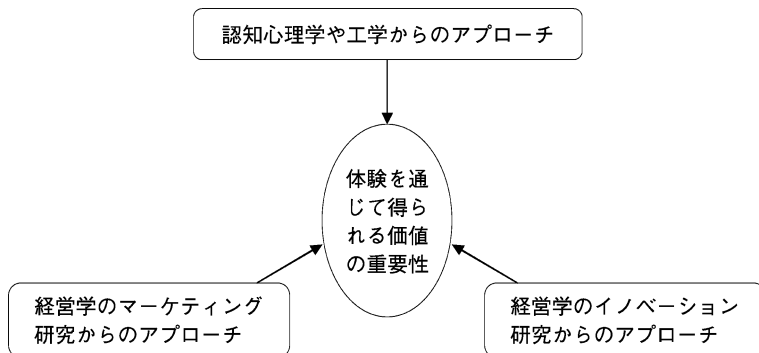 認知心理学や工学からのアプローチ
体験を通
じて得ら
れる価値
の重要性
経営学のマーケティング
研究からのアプローチ
経営学のイノベーション
研究からのアプローチ